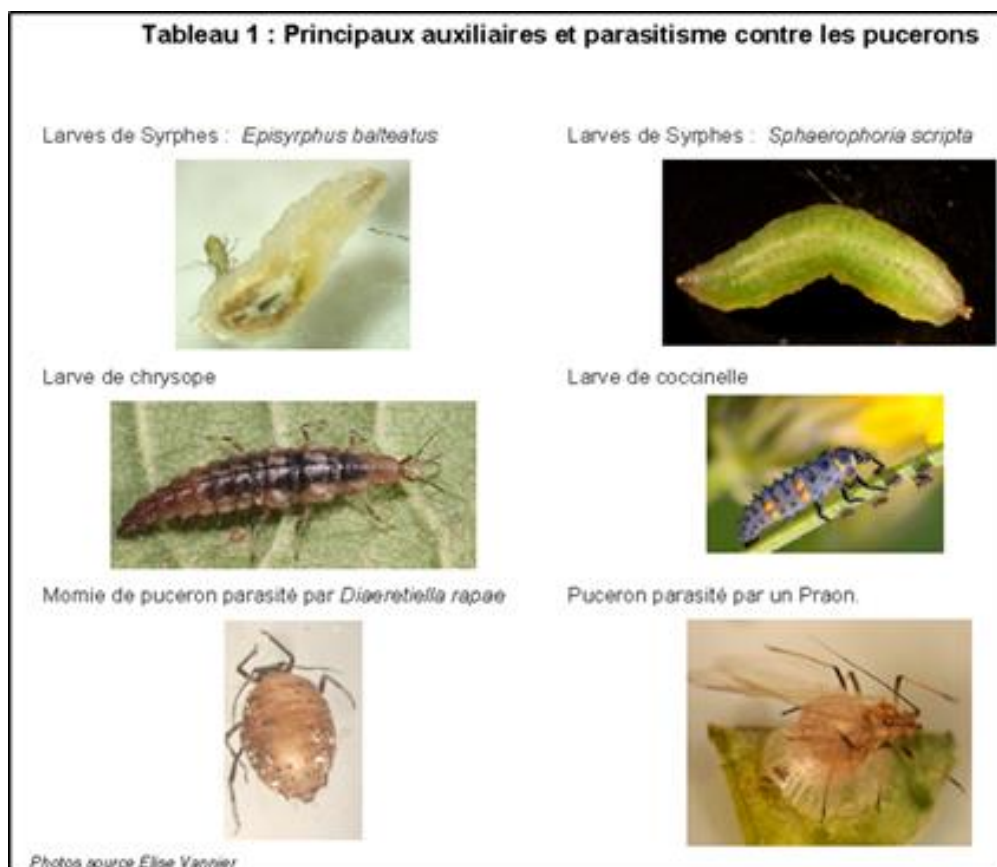 Tableau 1 : Principaux auxiliaires et parasitisme contre les pucerons
Larves de Syrphes : Episyrphus balteatus
Larves de Syrphes : Sphaerophoria scripta
Larve de chrysope
Larve de coccinelle
Momie de puceron parasité par Diaeretiella rapae
Puceron parasité par un Praon.
Photos source Elise Vannier